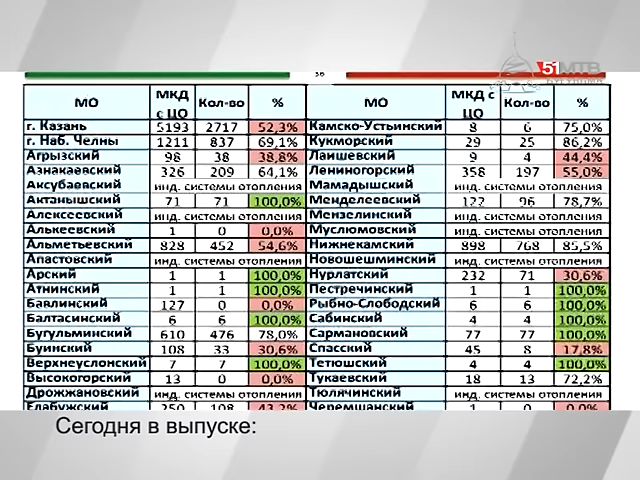 51МТВ
БУГУЛЬМА
38
МО МКД с ЦО Кол-во % МО МКД с ЦО Кол-во %
г. Казань 5193 2717 52,3% Камско-Устьинский 8 6 75,0%
г. Наб. Челны 1211 837 69,1% Кукморский 29 25 86,2%
Агрызский 98 38 38,8% Лаишевский 9 4 44,4%
Азнакаевский 326 209 64,1% Лениногорский 358 197 55,0%
Аксубаевский инд. системы отопления Мамадышский инд. системы отопления
Актанышский 71 71 100,0% Менделеевский 122 96 78,7%
Алексеевский инд. системы отопления Мензелинский инд. системы отопления
Алькеевский 1 0 0,0% Муслюмовский инд. системы отопления
Альметьевский 828 452 54,6% Нижнекамский 898 768 85,5%
Апастовский инд. системы отопления Новошешминский инд. системы отопления
Арский 1 1 100,0% Нурлатский 232 71 30,6%
Атнинский 1 1 100,0% Пестречинский 1 1 100,0%
Бавлинский 127 0 0,0% Рыбно-Слободский 6 6 100,0%
Балтасинский 6 6 100,0% Сабинский 4 4 100,0%
Бугульминский 610 476 78,0% Сармановский 77 77 100,0%
Буинский 108 33 30,6% Спасский 45 8 17,8%
Верхнеуслонский 7 7 100,0% Тетюшский 4 4 100,0%
Высокогорский 13 0 0,0% Тукаевский 18 13 72,2%
Дрожжановский инд. системы отопления Тюлячинский инд. системы отопления
Елабужский 250 108 43,2% Черемшанский 1 0 0,0%
Сегодня в выпуске: